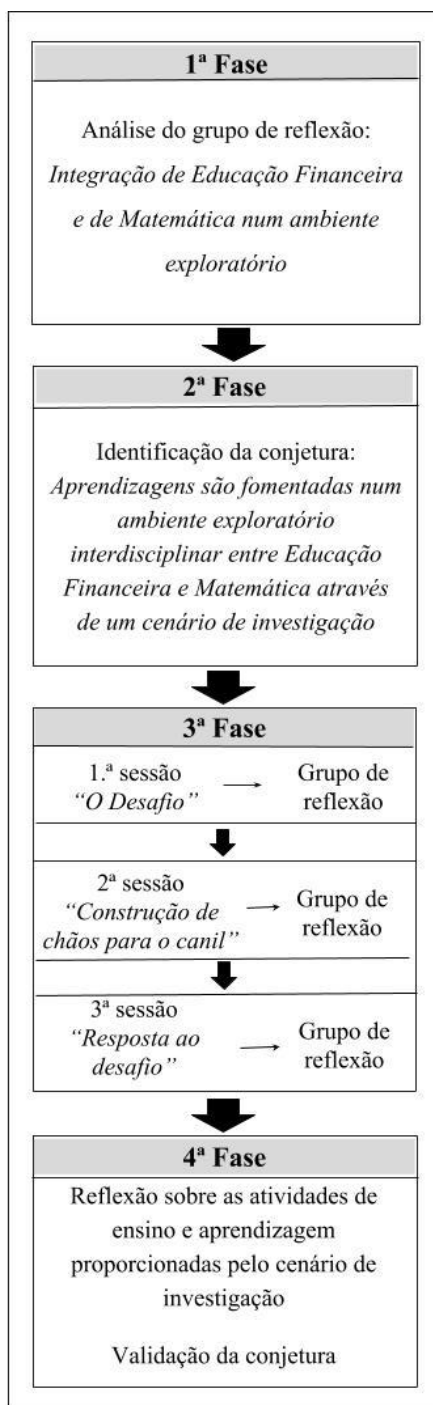 1ª Fase
Análise do grupo de reflexão:
Integração de Educação Financeira
e de Matemática num ambiente
exploratório
2ª Fase
Identificação da conjetura:
Aprendizagens são fomentadas num
ambiente exploratório
interdisciplinar entre Educação
Financeira e Matemática através
de um cenário de investigação
3ª Fase
1.ª sessão
“O Desafio”
Grupo de
reflexão
2ª sessão
“Construção de
chãos para o canil”
Grupo de
reflexão
3ª sessão
“Resposta ao
desafio”
Grupo de
reflexão
4ª Fase
Reflexão sobre as atividades de
ensino e aprendizagem
proporcionadas pelo cenário de
investigação
Validação da conjetura